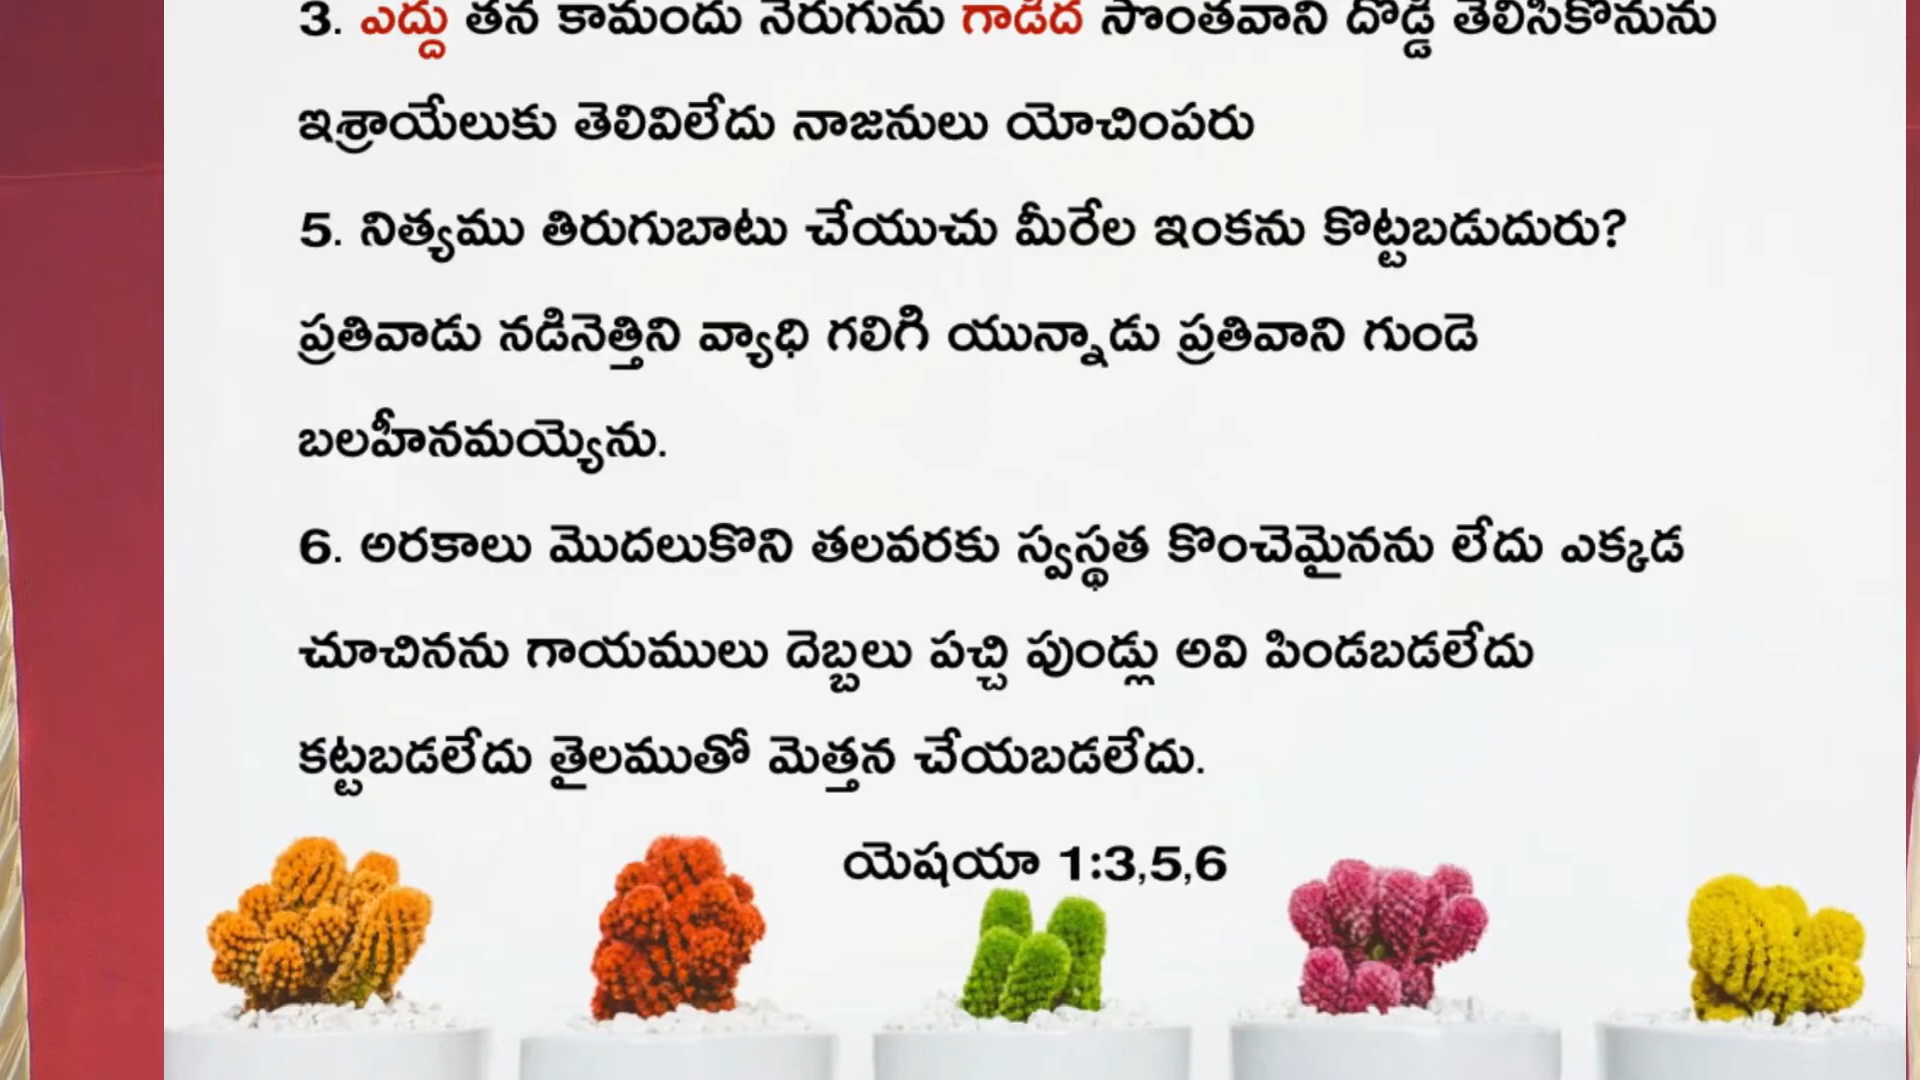 3. ఎద్దు తన కామందు నెరుగును గాడిద సొంతవాని దొడ్డి తెలిసికొనును
ఇశ్రాయేలుకు తెలివిలేదు నాజనులు యోచింపరు
5. నిత్యము తిరుగుబాటు చేయుచు మీరేల ఇంకను కొట్టబడుదురు?
ప్రతివాడు నడినెత్తిని వ్యాధి గలిగి యున్నాడు ప్రతివాని గుండె
బలహీనమయ్యెను.
6. అరకాలు మొదలుకొని తలవరకు స్వస్థత కొంచెమైనను లేదు ఎక్కడ
చూచినను గాయములు దెబ్బలు పచ్చి పుండ్లు అవి పిండబడలేదు
కట్టబడలేదు తైలముతో మెత్తన చేయబడలేదు.
యెషయా 1:3,5,6